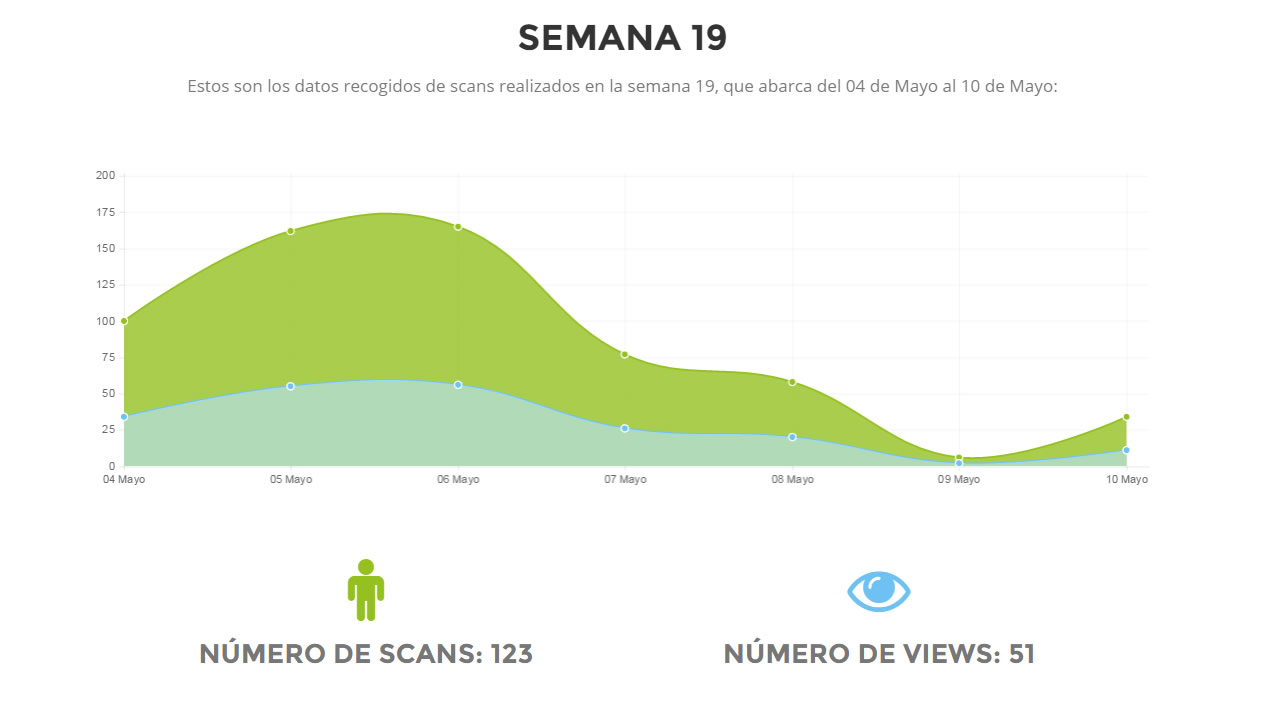 SEMANA 19
Estos son los datos recogidos de scans realizados en la semana 19, que abarca del 04 de Mayo al 10 de Mayo:
200
175
150
125
100
75
50
25
0
04 Mayo 05 Mayo 06 Mayo 07 Mayo 08 Mayo 09 Mayo 10 Mayo
NÚMERO DE SCANS: 123 NÚMERO DE VIEWS: 51